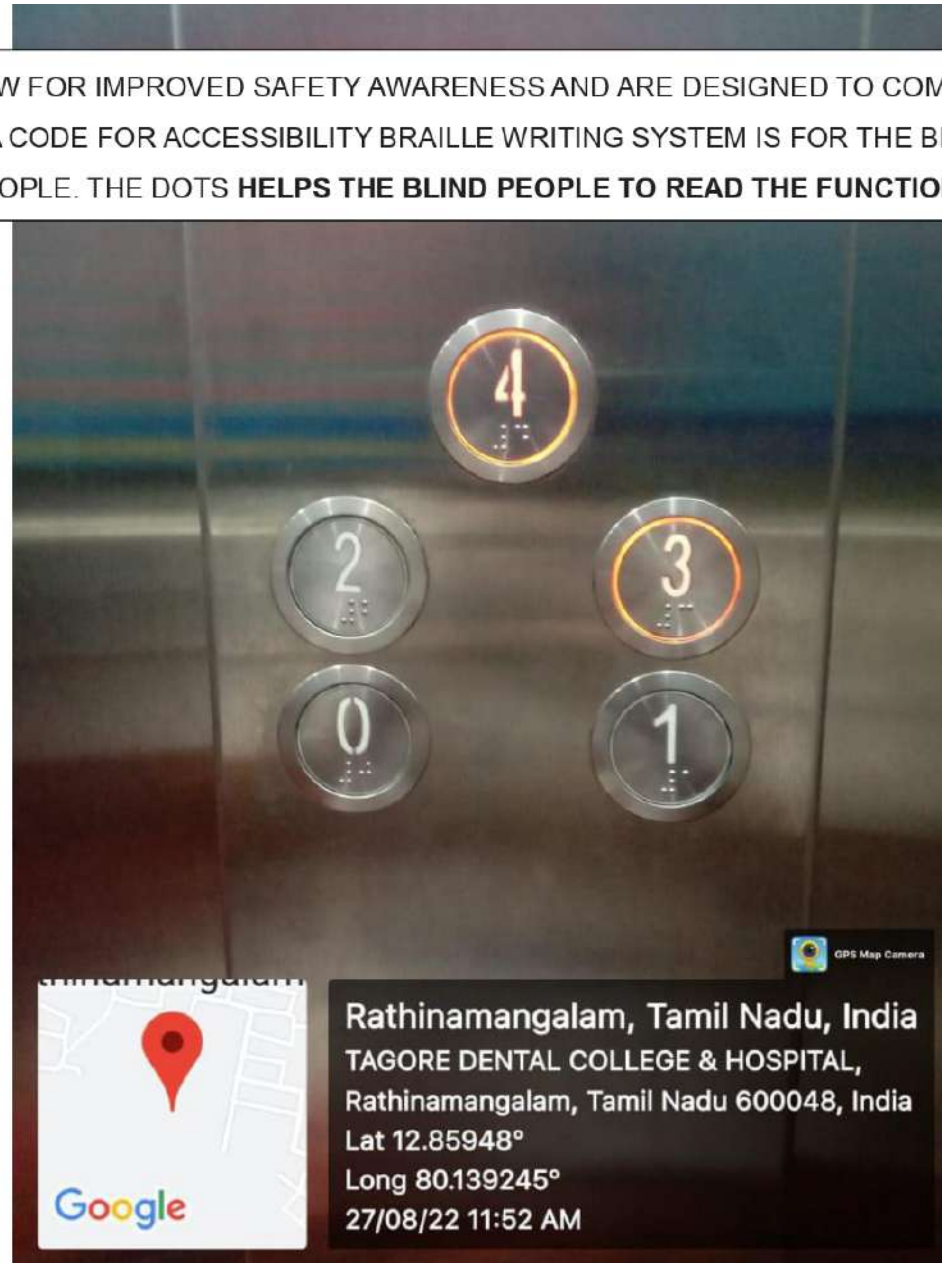 W FOR IMPROVED SAFETY AWARENESS AND ARE DESIGNED TO COM
A CODE FOR ACCESSIBILITY BRAILLE WRITING SYSTEM IS FOR THE
OPLE. THE DOTS HELPS THE BLIND PEOPLE TO READ THE FUNCTIO
4
2 3
0 1
GPS Map Camera
Rathinamangalam, Tamil Nadu, India
TAGORE DENTAL COLLEGE & HOSPITAL,
Rathinamangalam, Tamil Nadu 600048, India
Lat 12.85948°
Long 80.139245°
27/08/22 11:52 AM
Google